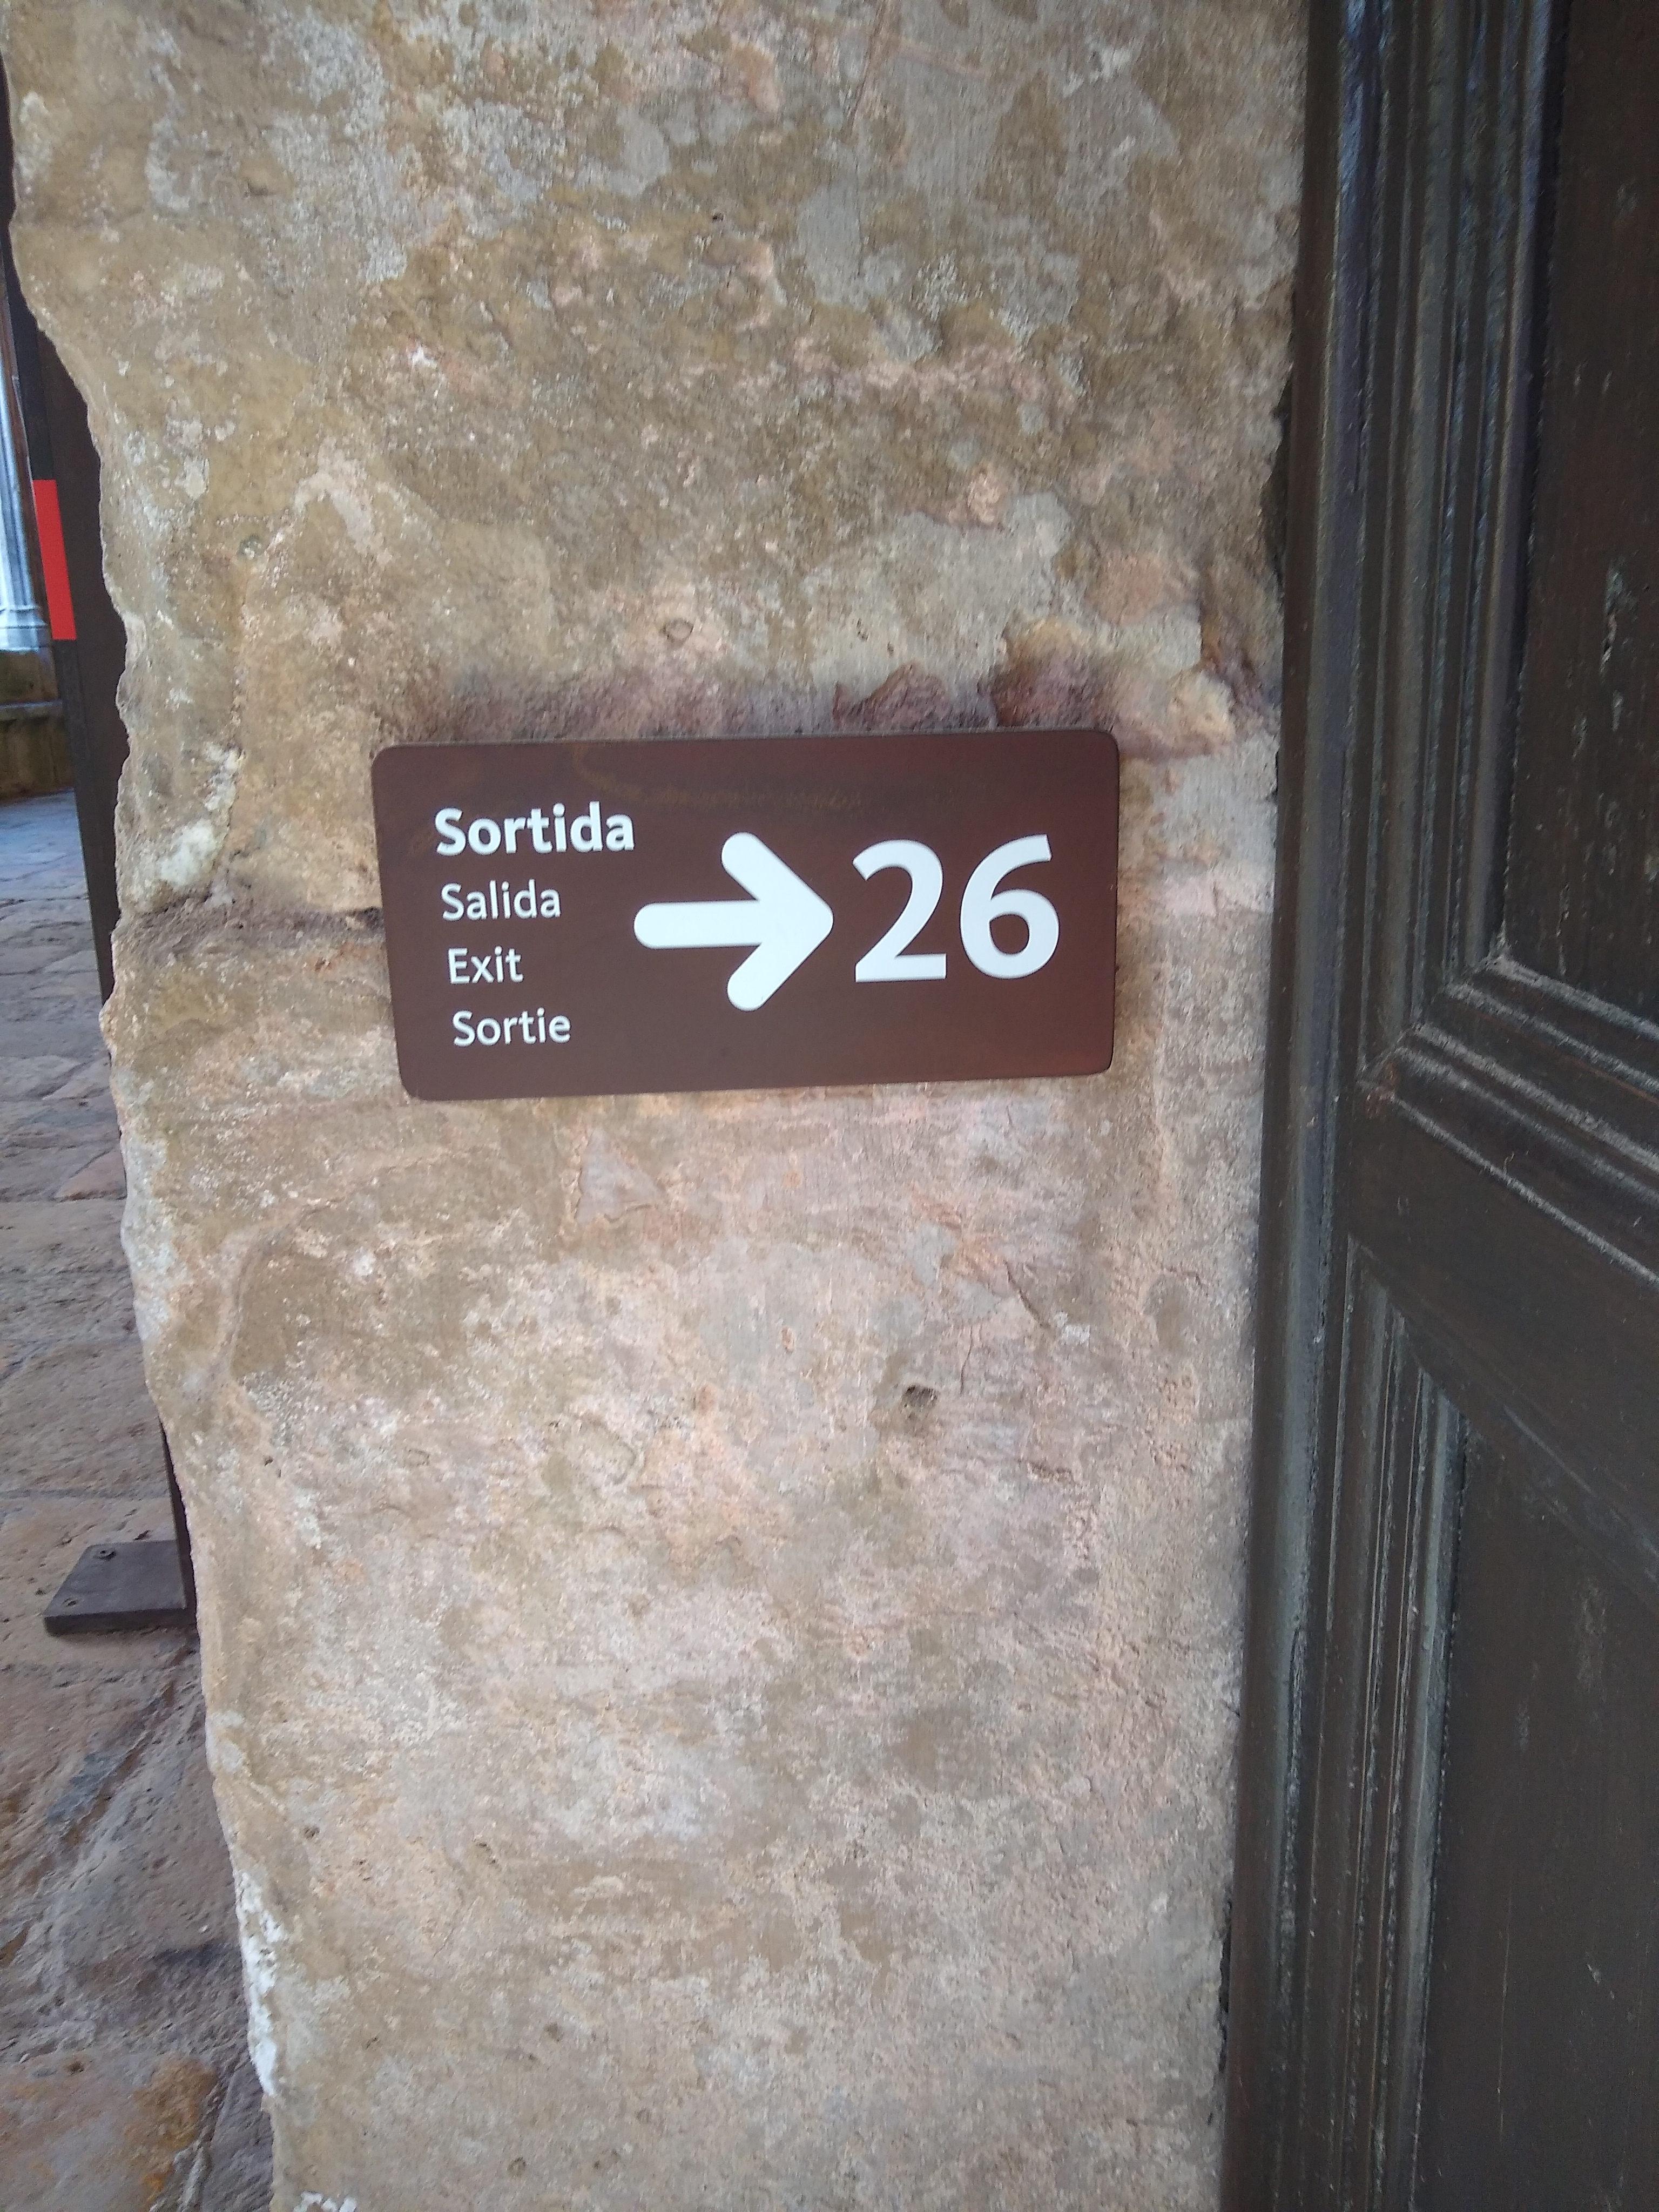 Sortida
Salida
Exit
Sortie
→ 26